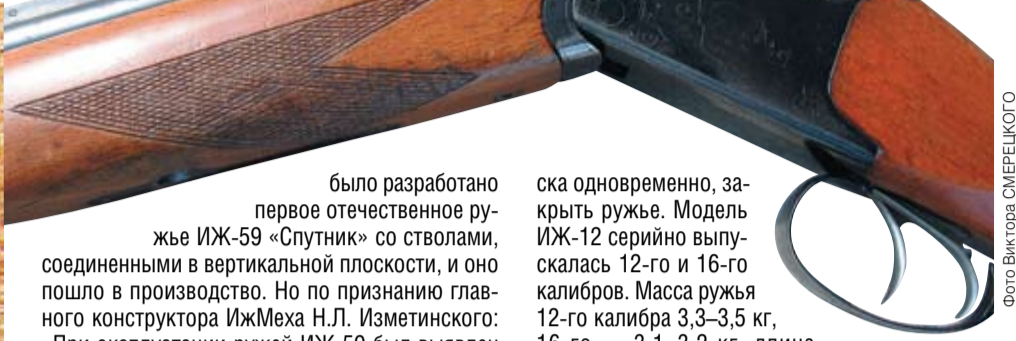 было разработано
первое отечественное ру-
жье ИЖ-59 «Спутник» со стволами,
соединенными в вертикальной плоскости, и оно
пошло в производство. Но по признанию глав-
ного конструктора ИжМеха Н.Л. Изметинского:
ска одновременно, за-
крыть ружье. Модель
ИЖ-12 серийно выпу-
скалась 12-го и 16-го
калибров. Масса ружья
12-го калибра 3,3–3,5 кг,
Фото Виктора СМЕРЕЦКОГО